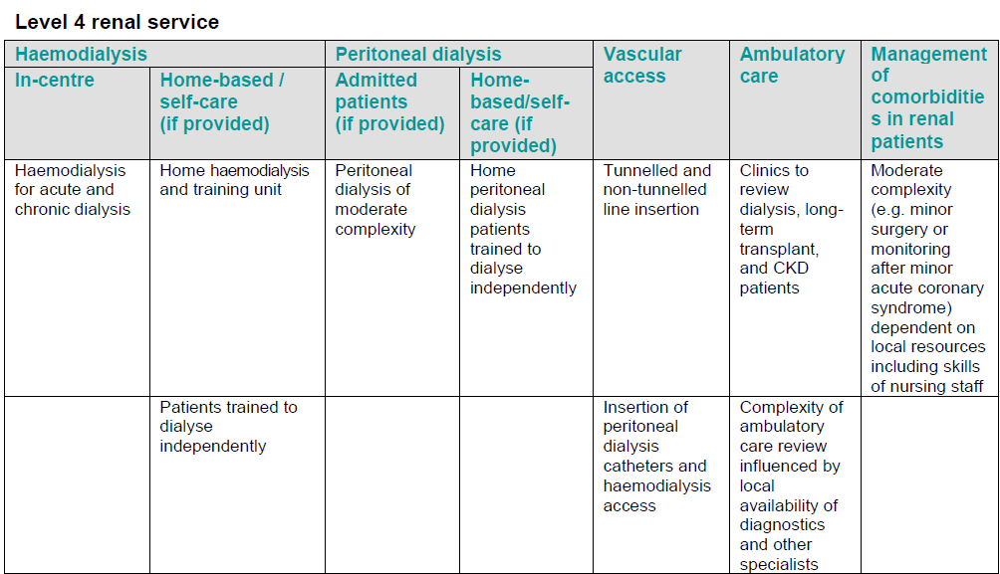 Level 4 renal service
Haemodialysis
Peritoneal dialysis
Vascular
access
Ambulatory
care
Management
of
comorbiditie
s in renal
patients
In-centre
Home-based /
self-care
(if provided)
Admitted
patients
(if provided)
Home-
based/self-
care (if
provided)
Haemodialysis
for acute and
chronic dialysis
Home haemodialysis
and training unit
Peritoneal
dialysis of
moderate
complexity
Home
peritoneal
dialysis
patients
trained to
dialyse
independently
Tunnelled and
non-tunnelled
line insertion
Clinics to
review
dialysis, long-
term
transplant,
and CKD
patients
Moderate
complexity
(e.g. minor
surgery or
monitoring
after minor
acute coronary
syndrome)
dependent on
local resources
including skills
of nursing staff
Patients trained to
dialyse
independently
Insertion of
peritoneal
dialysis
catheters and
haemodialysis
access
Complexity of
ambulatory
care review
influenced by
local
availability of
diagnostics
and other
specialists